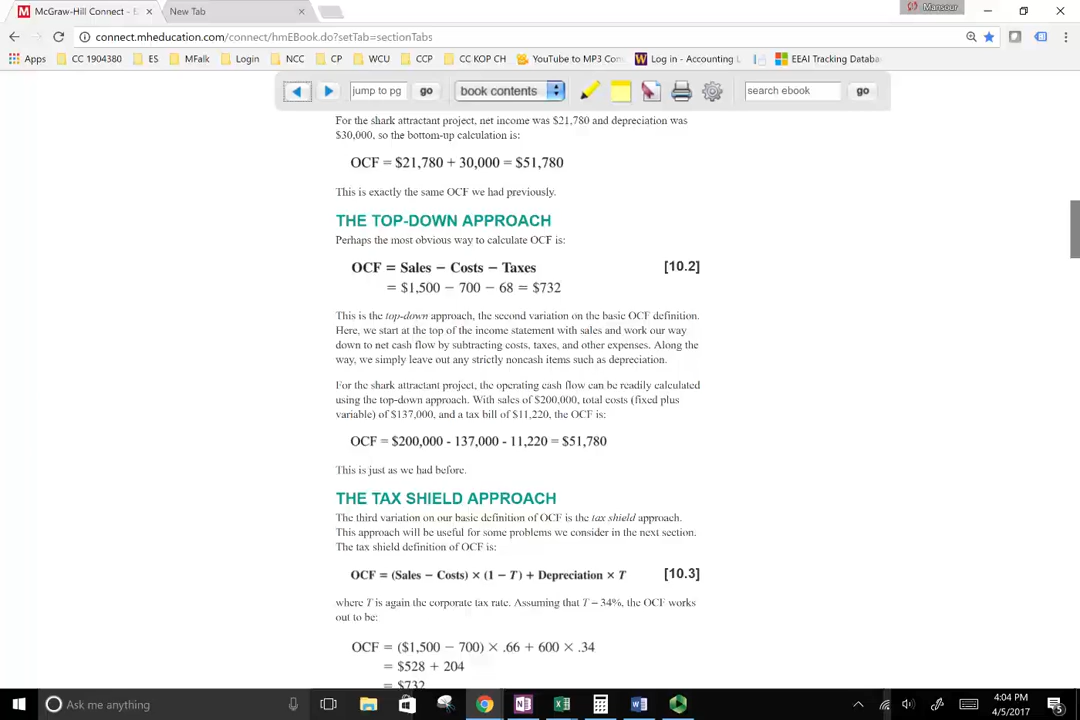 McGraw-Hill Connect - E
New Tab
Mansour
connect.mheducation.com/connect/hmEBook.do?setTab=sectionTabs
Apps CC 1904380 ES MFalk Login NCC CP WCU CCP CC KOP CH YouTube to MP3 Con Log in - Accounting L EEAI Tracking Databa
jump to pg go book contents search ebook go
For the shark attractant project, net income was $21,780 and depreciation was
$30,000, so the bottom-up calculation is:
OCF = $21,780 + 30,000 = $51,780
This is exactly the same OCF we had previously.
THE TOP-DOWN APPROACH
Perhaps the most obvious way to calculate OCF is:
OCF = Sales − Costs − Taxes [10.2]
= $1,500 − 700 − 68 = $732
This is the top-down approach, the second variation on the basic OCF definition.
Here, we start at the top of the income statement with sales and work our way
down to net cash flow by subtracting costs, taxes, and other expenses. Along the
way, we simply leave out any strictly noncash items such as depreciation.
For the shark attractant project, the operating cash flow can be readily calculated
using the top-down approach. With sales of $200,000, total costs (fixed plus
variable) of $137,000, and a tax bill of $11,220, the OCF is:
OCF = $200,000 - 137,000 - 11,220 = $51,780
This is just as we had before.
THE TAX SHIELD APPROACH
The third variation on our basic definition of OCF is the tax shield approach.
This approach will be useful for some problems we consider in the next section.
The tax shield definition of OCF is:
OCF = (Sales − Costs) × (1 − T) + Depreciation × T [10.3]
where T is again the corporate tax rate. Assuming that T = 34%, the OCF works
out to be:
OCF = ($1,500 − 700) × .66 + 600 × .34
= $528 + 204
= $732
Ask me anything
4:04 PM
4/5/2017
5